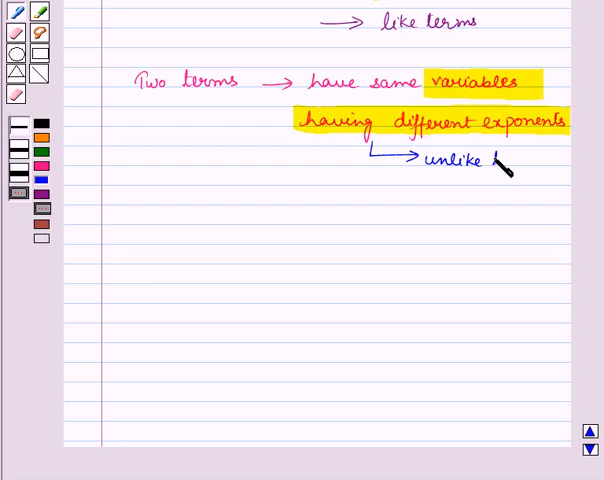 → like terms
Two terms → have same variables
having different exponents
→ unlike